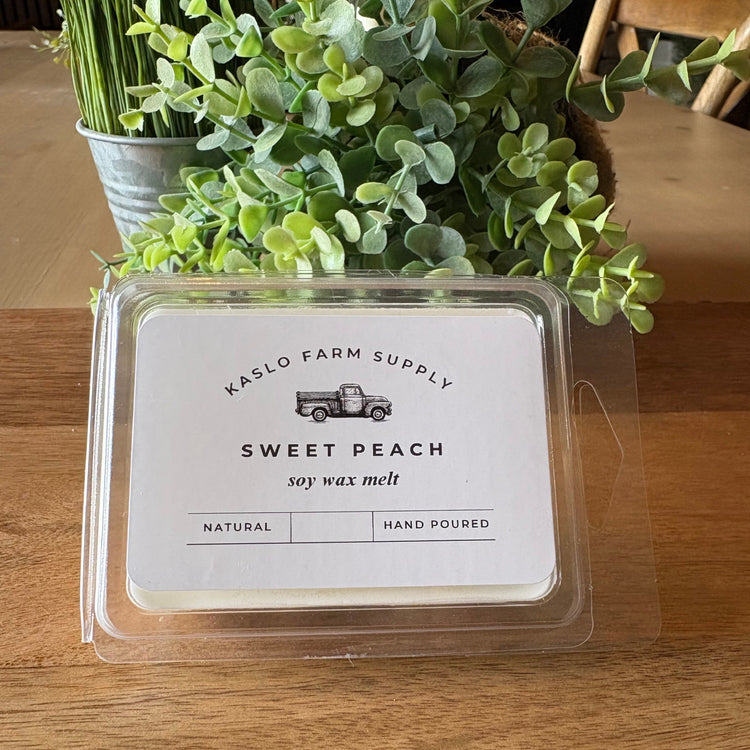 KASLO FARM SUPPLY
SWEET PEACH
soy wax melt
NATURAL HAND POURED